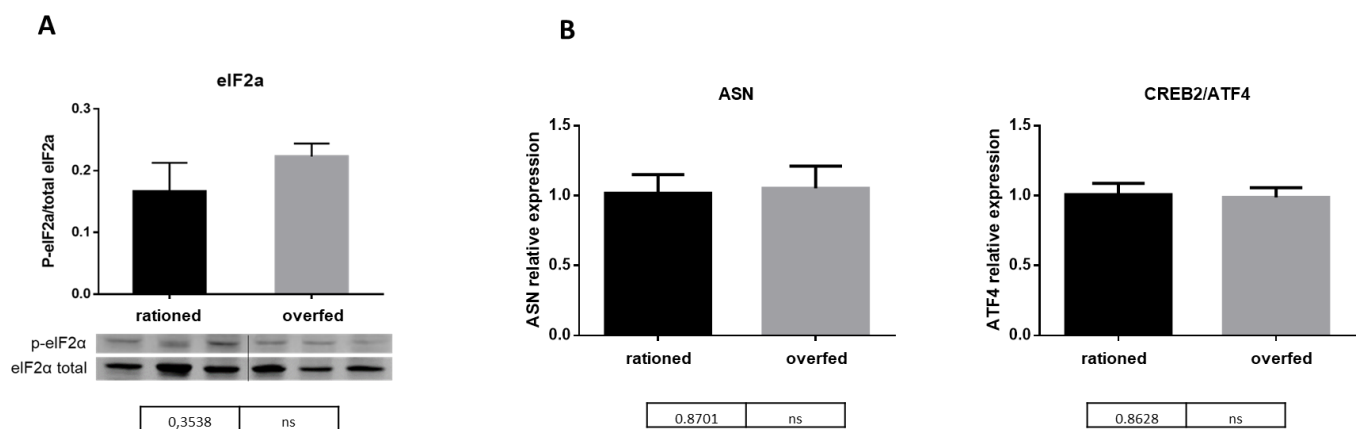 A
eIF2a
P-eIF2a/total eIF2a
0.3
0.2
0.1
0.0
rationed overfed
p-eIF2α
eIF2α total
0,3538 ns
B
ASN
ASN relative expression
1.5
1.0
0.5
0.0
rationed overfed
0.8701 ns
CREB2/ATF4
ATF4 relative expression
1.5
1.0
0.5
0.0
rationed overfed
0.8628 ns